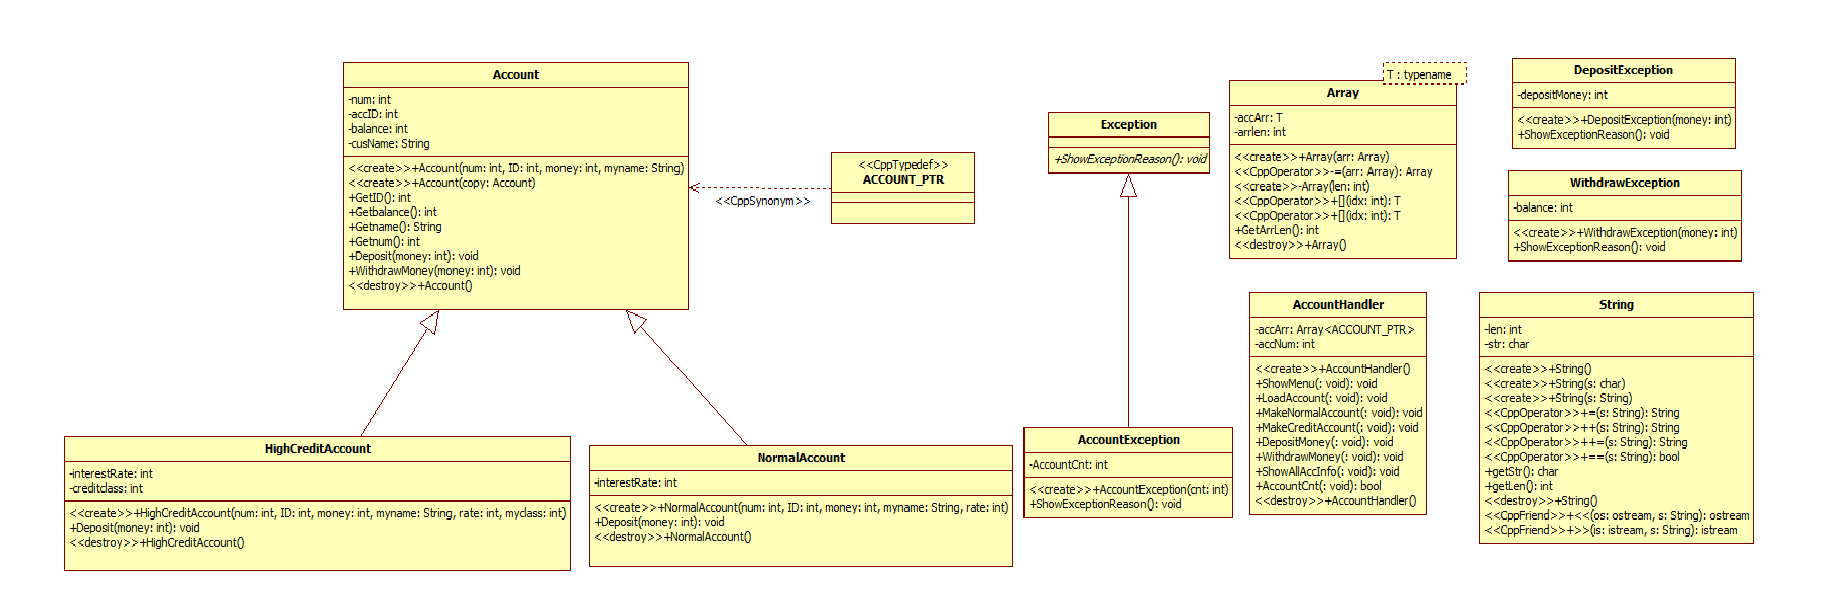 Account
-num: int
-accID: int
-balance: int
-cusName: String
<<create>>+Account(num: int, ID: int, money: int, myname: String)
<<create>>+Account(copy: Account)
+GetID(): int
+Getbalance(): int
+Getname(): String
+Getnum(): int
+Deposit(money: int): void
+WithdrawMoney(money: int): void
<<destroy>>+Account()
<<CppTypedef>>
ACCOUNT_PTR
<<CppSynonym>>
HighCreditAccount
-interestRate: int
-creditclass: int
<<create>>+HighCreditAccount(num: int, ID: int, money: int, myname: String, rate: int, myclass: int)
+Deposit(money: int): void
<<destroy>>+HighCreditAccount()
NormalAccount
-interestRate: int
<<create>>+NormalAccount(num: int, ID: int, money: int, myname: String, rate: int)
+Deposit(money: int): void
<<destroy>>+NormalAccount()
Exception
+ShowExceptionReason(): void
AccountException
-AccountCnt: int
<<create>>+AccountException(cnt: int)
+ShowExceptionReason(): void
T : typename
Array
-accArr: T
-arrlen: int
<<create>>+Array(arr: Array)
<<CppOperator>>-=(arr: Array): Array
<<create>>-Array(len: int)
<<CppOperator>>+[](idx: int): T
<<CppOperator>>+[](idx: int): T
+GetArrLen(): int
<<destroy>>+Array()
AccountHandler
-accArr: Array<ACCOUNT_PTR>
-accNum: int
<<create>>+AccountHandler()
+ShowMenu(: void): void
+LoadAccount(: void): void
+MakeNormalAccount(: void): void
+MakeCreditAccount(: void): void
+DepositMoney(: void): void
+WithdrawMoney(: void): void
+ShowAllAccInfo(: void): void
+AccountCnt(: void): bool
<<destroy>>+AccountHandler()
DepositException
-depositMoney: int
<<create>>+DepositException(money: int)
+ShowExceptionReason(): void
WithdrawException
-balance: int
<<create>>+WithdrawException(money: int)
+ShowExceptionReason(): void
String
-len: int
-str: char
<<create>>+String()
<<create>>+String(s: char)
<<create>>+String(s: String)
<<CppOperator>>+=(s: String): String
<<CppOperator>>++(s: String): String
<<CppOperator>>++=(s: String): String
<<CppOperator>>+==(s: String): bool
+getStr(): char
+getLen(): int
<<destroy>>+String()
<<CppFriend>>+<<(os: ostream, s: String): ostream
<<CppFriend>>+>>(is: istream, s: String): istream